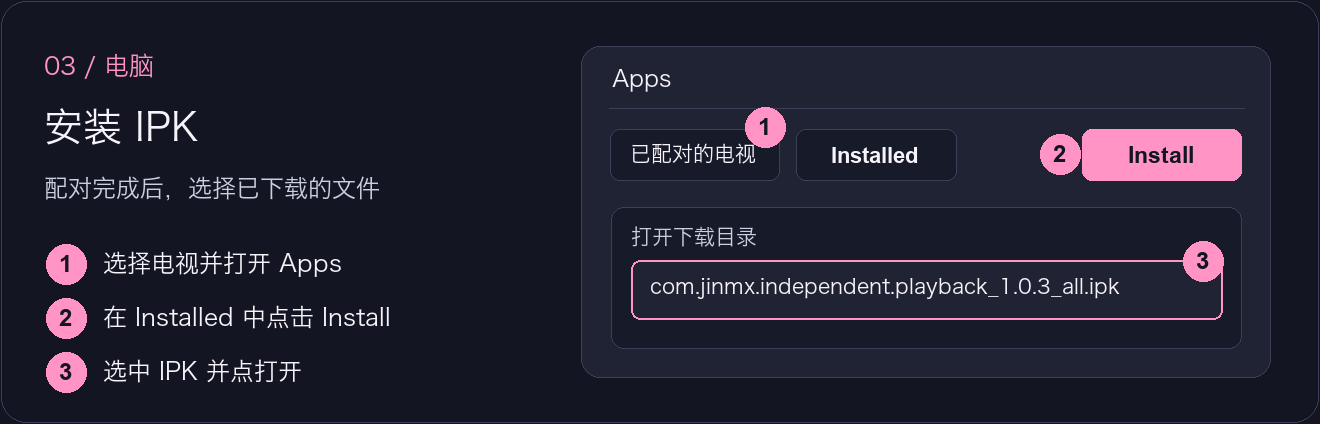 03 / 电脑
安装 IPK
配对完成后，选择已下载的文件
1 选择电视并打开 Apps
2 在 Installed 中点击 Install
3 选中 IPK 并点打开
Apps
已配对的电视 1
Installed
2 Install
打开下载目录
3
com.jinmx.independent.playback_1.0.3_all.ipk